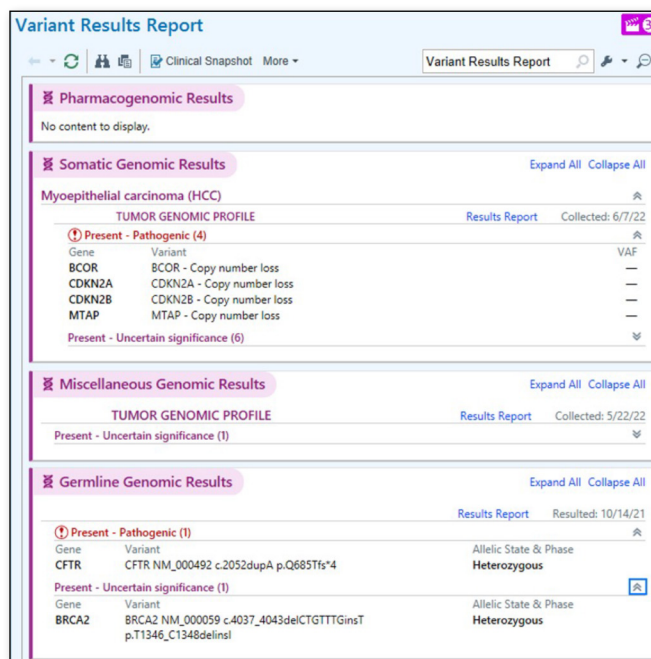 Variant Results Report
3
Clinical Snapshot More
Variant Results Report
Pharmacogenomic Results
No content to display.
Somatic Genomic Results Expand All Collapse All
Myoepithelial carcinoma (HCC)
TUMOR GENOMIC PROFILE Results Report Collected: 6/7/22
Present - Pathogenic (4)
Gene Variant VAF
BCOR BCOR - Copy number loss —
CDKN2A CDKN2A - Copy number loss —
CDKN2B CDKN2B - Copy number loss —
MTAP MTAP - Copy number loss —
Present - Uncertain significance (6)
Miscellaneous Genomic Results Expand All Collapse All
TUMOR GENOMIC PROFILE Results Report Collected: 5/22/22
Present - Uncertain significance (1)
Germline Genomic Results Expand All Collapse All
Results Report Resulted: 10/14/21
Present - Pathogenic (1)
Gene Variant Allelic State & Phase
CFTR CFTR NM_000492 c.2052dupA p.Q685Tfs*4 Heterozygous
Present - Uncertain significance (1)
Gene Variant Allelic State & Phase
BRCA2 BRCA2 NM_000059 c.4037_4043delCTGTTTGinsT Heterozygous
p.T1346_C1348delinsI